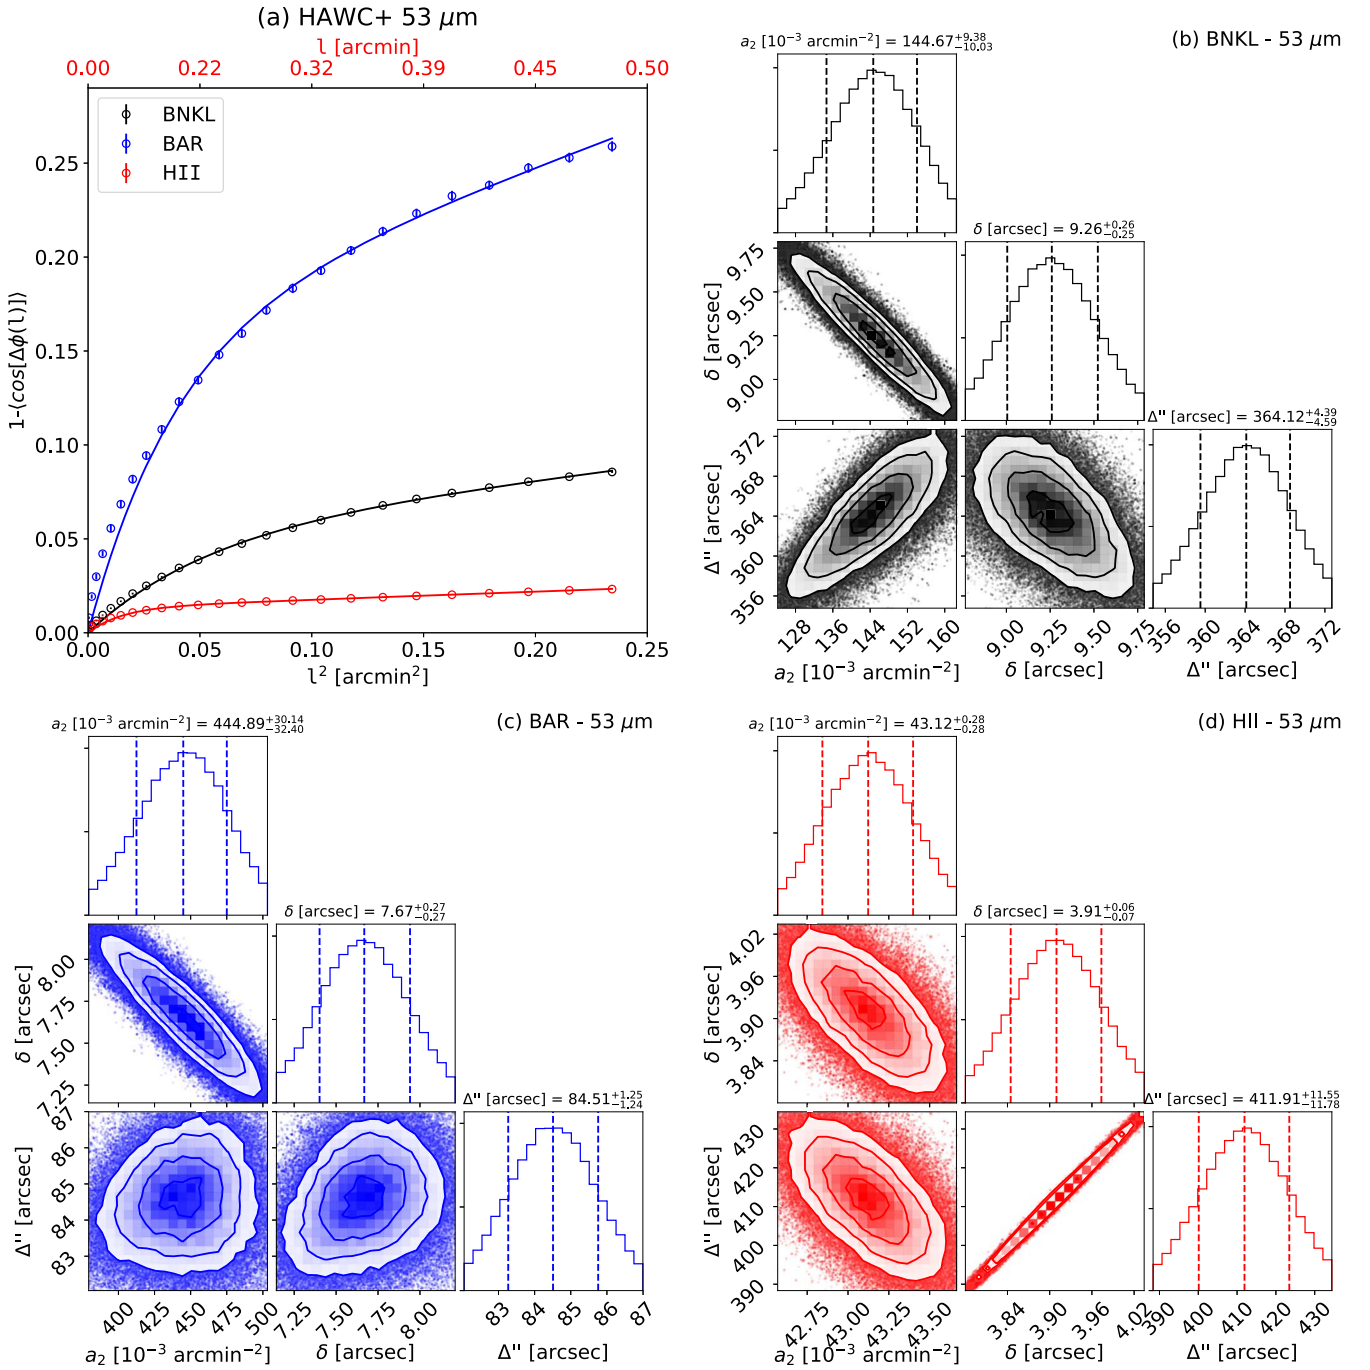 (a) HAWC+ 53 μm
l [arcmin]
0.00 0.22 0.32 0.39 0.45 0.50
BNKL
BAR
HII
1-⟨cos[Δϕ(l)]⟩
0.25
0.20
0.15
0.10
0.05
0.00
0.00 0.05 0.10 0.15 0.20 0.25
l² [arcmin²]
(b) BNKL - 53 μm
a₂ [10⁻³ arcmin⁻²] = 144.67+9.38−10.03
δ [arcsec] = 9.26+0.26−0.25
Δ'' [arcsec] = 364.12+4.39−4.59
δ [arcsec]
9.75
9.50
9.25
9.00
Δ'' [arcsec]
372
368
364
360
356
128 136 144 152 160
a₂ [10⁻³ arcmin⁻²]
9.00 9.25 9.50 9.75
δ [arcsec]
356 360 364 368 372
Δ'' [arcsec]
(c) BAR - 53 μm
a₂ [10⁻³ arcmin⁻²] = 444.89+30.14−32.40
δ [arcsec] = 7.67+0.27−0.27
Δ'' [arcsec] = 84.51+1.25−1.24
δ [arcsec]
8.00
7.75
7.50
7.25
Δ'' [arcsec]
87
86
85
84
83
400 425 450 475 500
a₂ [10⁻³ arcmin⁻²]
7.25 7.50 7.75 8.00
δ [arcsec]
83 84 85 86 87
Δ'' [arcsec]
(d) HII - 53 μm
a₂ [10⁻³ arcmin⁻²] = 43.12+0.28−0.28
δ [arcsec] = 3.91+0.06−0.07
Δ'' [arcsec] = 411.91+11.55−11.78
δ [arcsec]
4.02
3.96
3.90
3.84
Δ'' [arcsec]
430
420
410
400
390
42.75 43.00 43.25 43.50
a₂ [10⁻³ arcmin⁻²]
3.84 3.90 3.96 4.02
δ [arcsec]
390 400 410 420 430
Δ'' [arcsec]